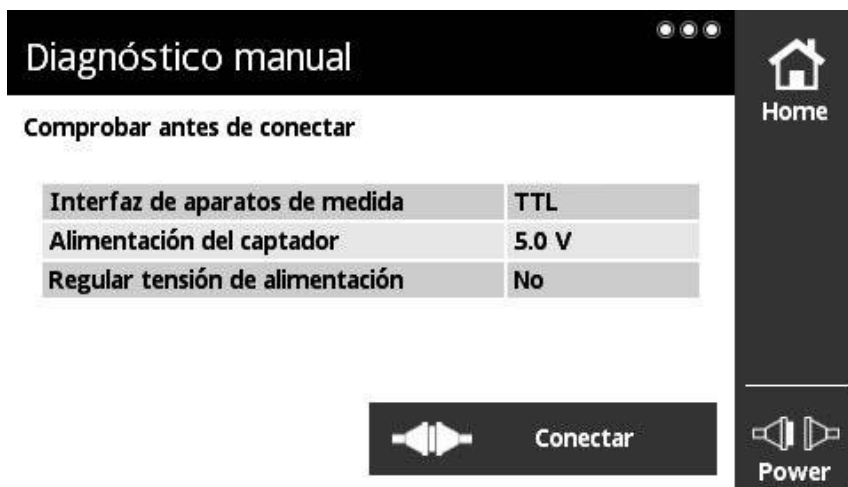 Diagnóstico manual
Home
Comprobar antes de conectar
Interfaz de aparatos de medida TTL
Alimentación del captador 5.0 V
Regular tensión de alimentación No
Conectar
Power